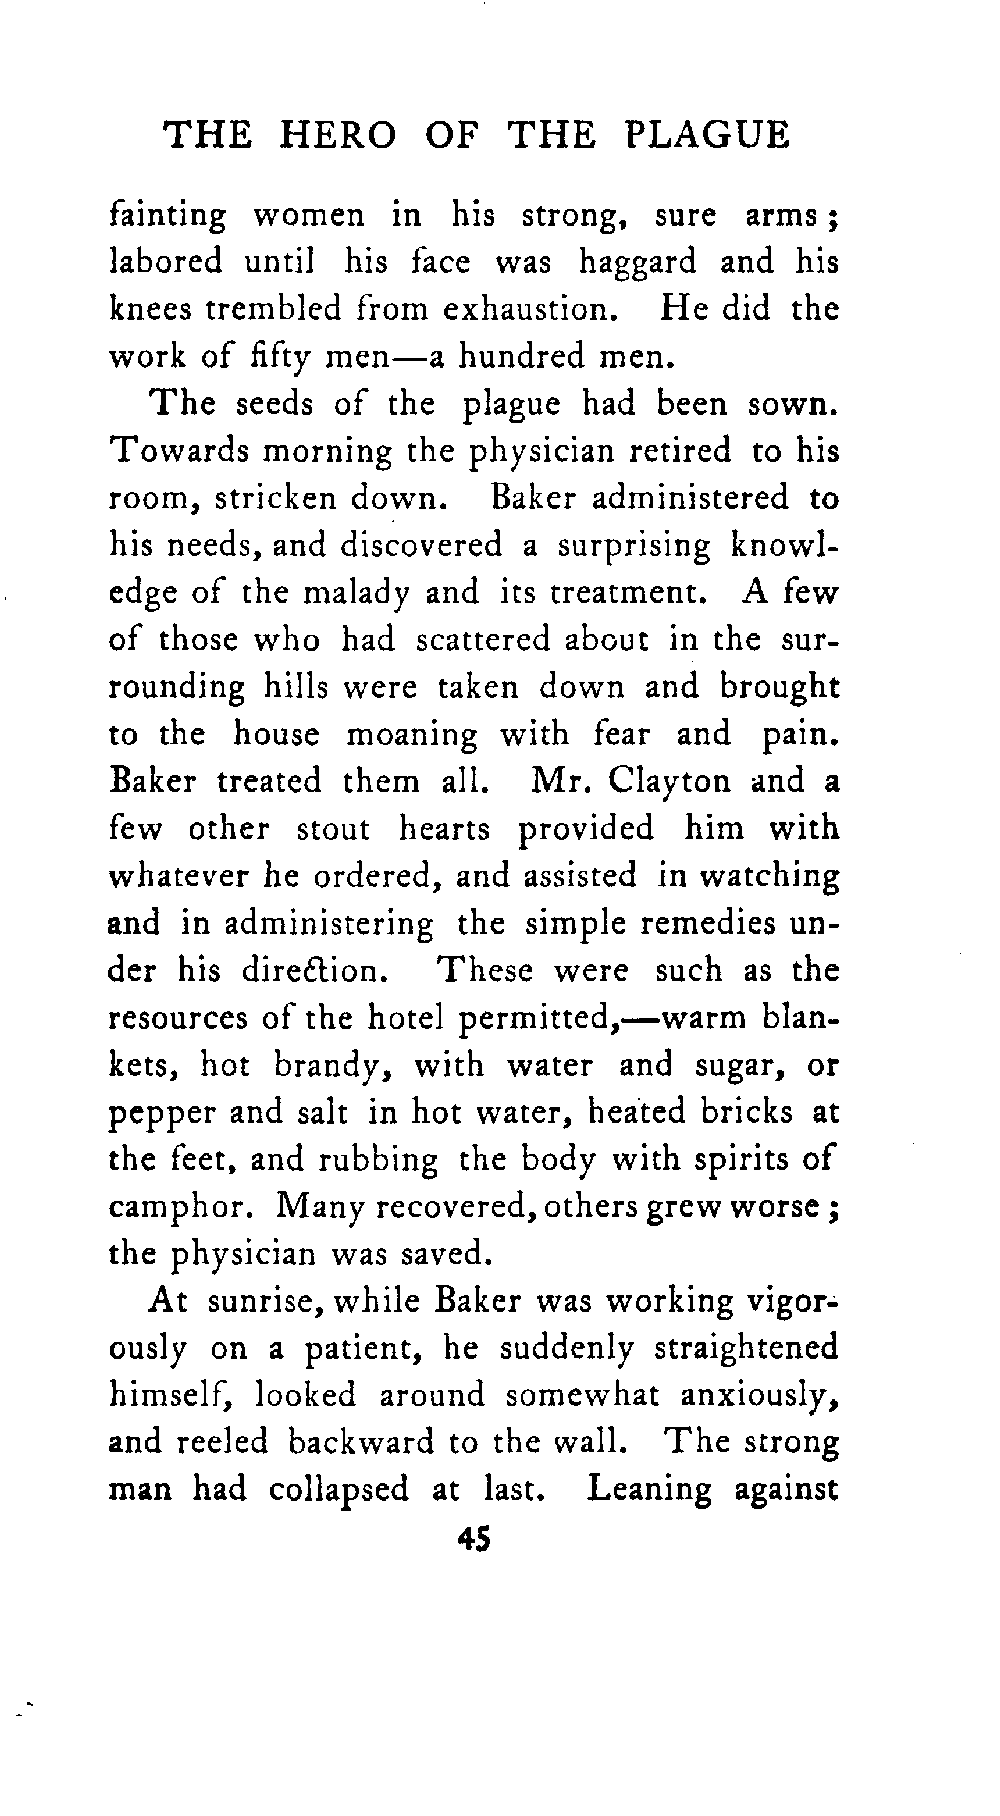 THE HERO OF THE PLAGUE
fainting women in his strong, sure arms ;
labored until his face was haggard and his
knees trembled from exhaustion. He did the
work of fifty men—a hundred men.
The seeds of the plague had been sown.
Towards morning the physician retired to his
room, stricken down. Baker administered to
his needs, and discovered a surprising knowl-
edge of the malady and its treatment. A few
of those who had scattered about in the sur-
rounding hills were taken down and brought
to the house moaning with fear and pain.
Baker treated them all. Mr. Clayton and a
few other stout hearts provided him with
whatever he ordered, and assisted in watching
and in administering the simple remedies un-
der his direction. These were such as the
resources of the hotel permitted,—warm blan-
kets, hot brandy, with water and sugar, or
pepper and salt in hot water, heated bricks at
the feet, and rubbing the body with spirits of
camphor. Many recovered, others grew worse ;
the physician was saved.
At sunrise, while Baker was working vigor-
ously on a patient, he suddenly straightened
himself, looked around somewhat anxiously,
and reeled backward to the wall. The strong
man had collapsed at last. Leaning against
45